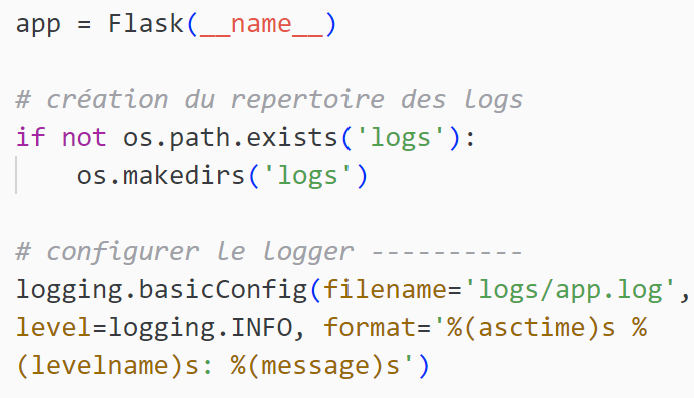 app = Flask(__name__)
# création du repertoire des logs
if not os.path.exists('logs'):
    os.makedirs('logs')
# configurer le logger ----------
logging.basicConfig(filename='logs/app.log',
level=logging.INFO, format='%(asctime)s %
(levelname)s: %(message)s')